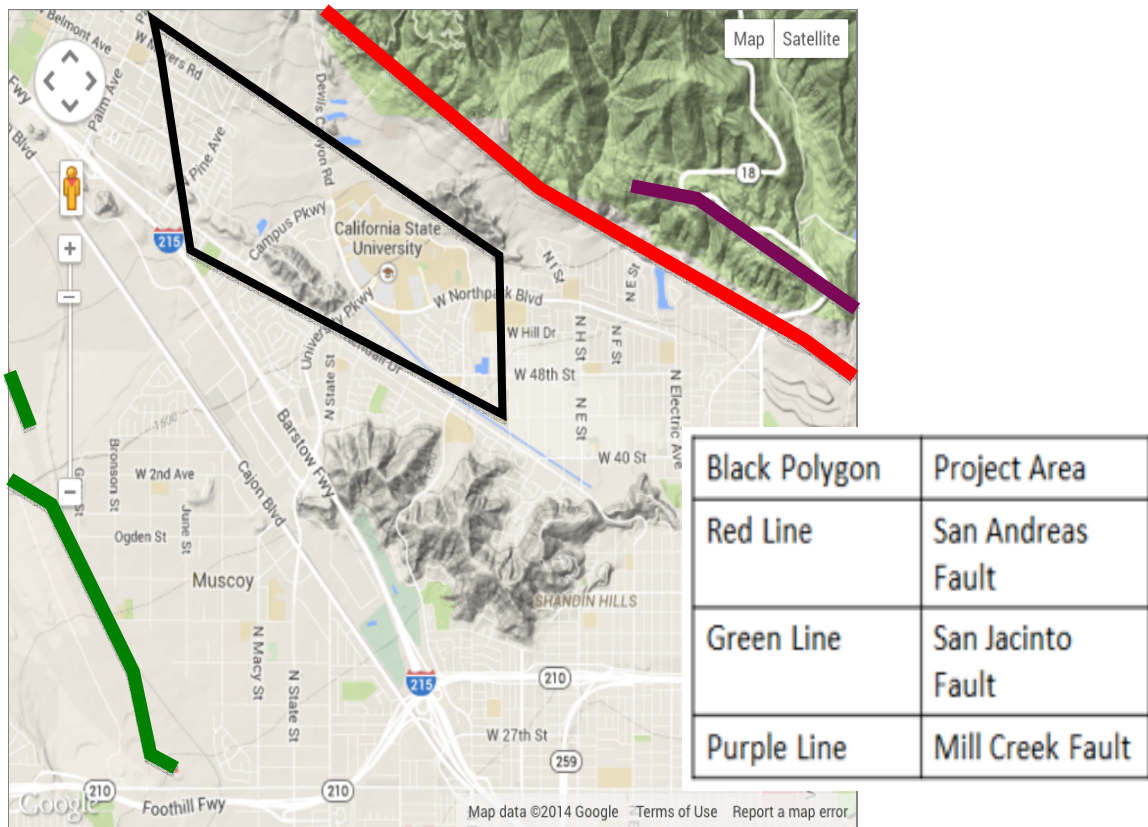 Belmont Ave
W Meyers Rd
Palm Ave
Fwy
Blvd
N Pine Ave
Devils Canyon Rd
Map
Satellite
18
215
Campus Pkwy
California State
University
N I St
N E St
W Northpark Blvd
University Pkwy
W Hill Dr
N H St
N F St
W 48th St
N State St
N E St
N Electric Ave
1500
Barstow Fwy
W 40 St
W 2nd Ave
Bronson St
Cajon Blvd
June St
Ogden St
Muscoy
SHANDIN HILLS
N Macy St
N State St
210
215
W 27th St
259
210
210
Foothill Fwy
Google
Map data ©2014 Google
Terms of Use
Report a map error
Black Polygon
Project Area
Red Line
San Andreas
Fault
Green Line
San Jacinto
Fault
Purple Line
Mill Creek Fault